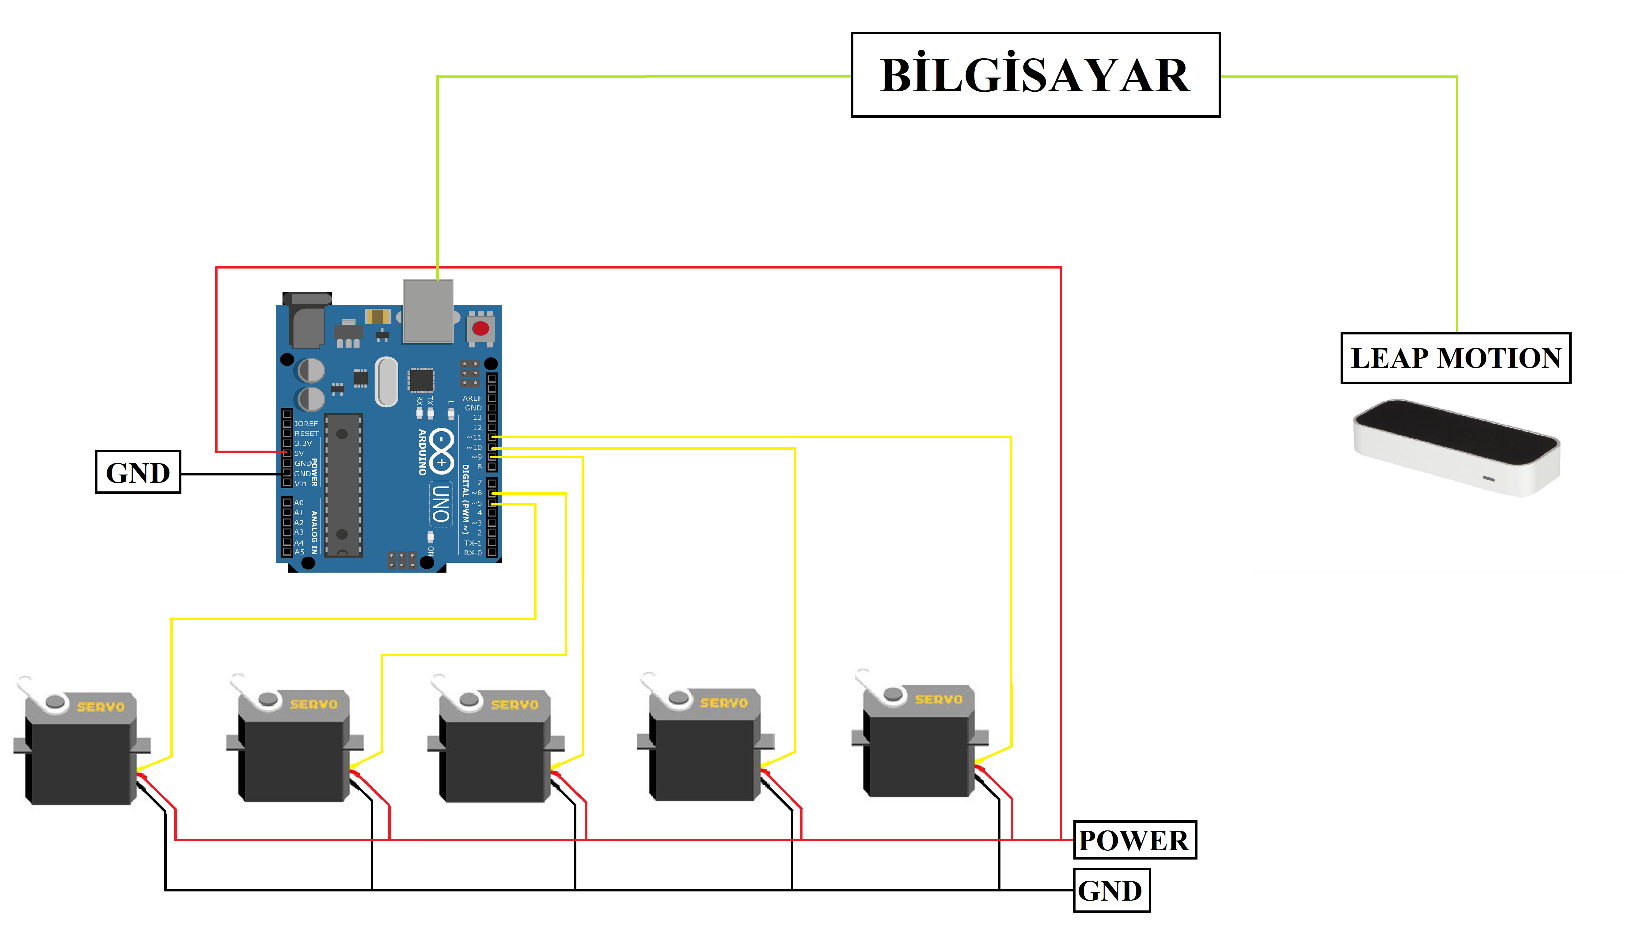 BİLGİSAYAR
LEAP MOTION
GND
IOREF
RESET
3.3V
5V
GND
GND
Vin
POWER
A0
A1
A2
A3
A4
A5
ANALOG IN
AREF
GND
13
12
~11
~10
~9
8
7
~6
~5
4
~3
2
TX-1
RX-0
DIGITAL (PWM ~)
RX
TX
L
ARDUINO
UNO
ON
SERVO
SERVO
SERVO
SERVO
SERVO
POWER
GND